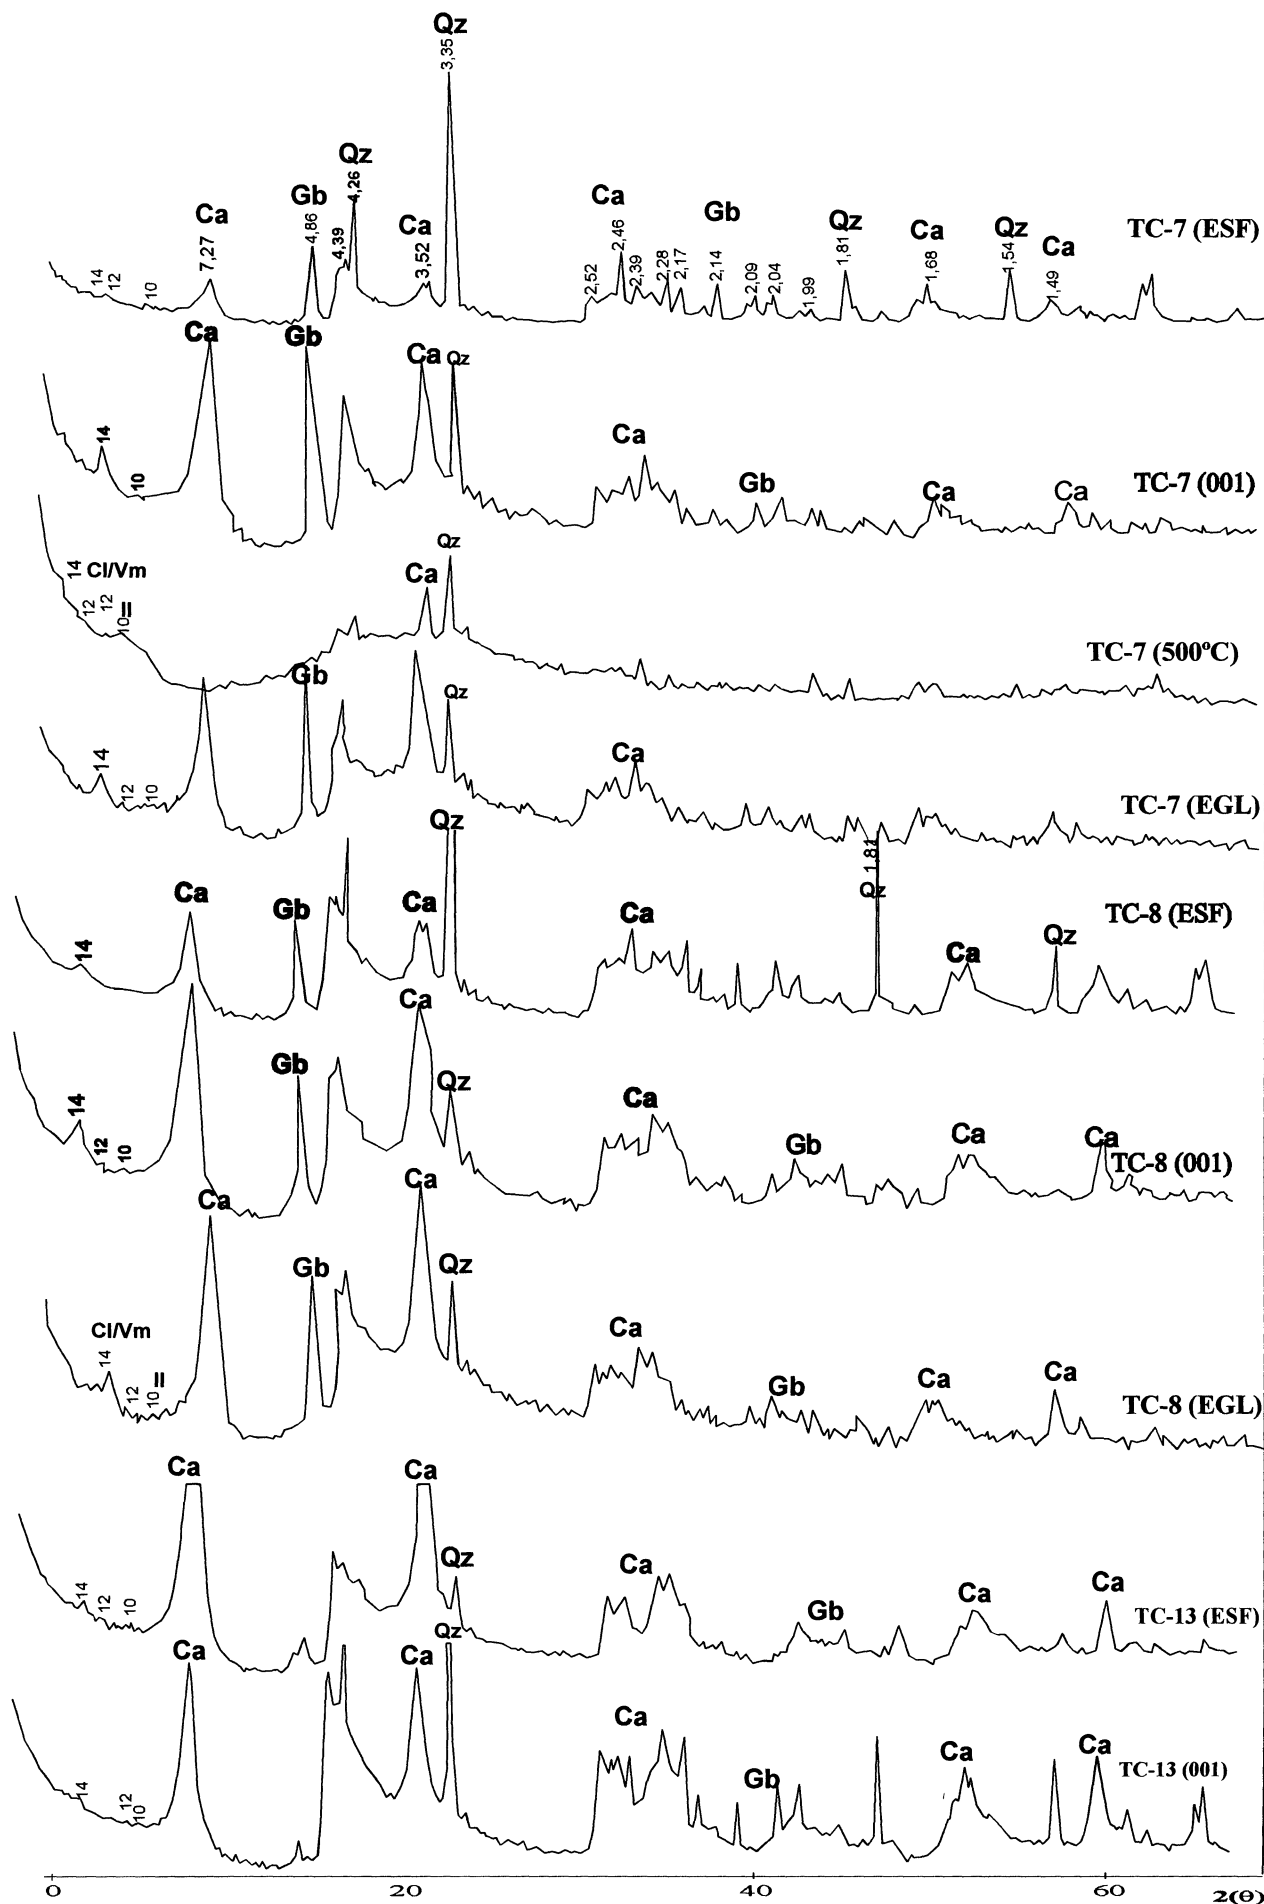 Qz
3,35
Qz
4,26
Gb
4,86
4,39
Ca
7,27
14
12
10
Ca
3,52
Ca
2,46
2,52
2,39
2,28
2,17
Gb
2,14
2,09
2,04
1,99
Qz
1,81
Ca
1,68
Qz
1,54
Ca
1,49
TC-7 (ESF)
Ca
Gb
Ca
Qz
14
10
Ca
Gb
Ca
Ca
TC-7 (001)
14
Cl/Vm
12
12
10
II
Ca
Qz
TC-7 (500ºC)
14
12
10
Gb
Qz
Ca
TC-7 (EGL)
14
Ca
Gb
Ca
Qz
Ca
1,81
Qz
Ca
Qz
TC-8 (ESF)
14
12
10
Gb
Ca
Qz
Ca
Gb
Ca
Ca
TC-8 (001)
Cl/Vm
14
12
10
II
Ca
Gb
Ca
Qz
Ca
Gb
Ca
Ca
TC-8 (EGL)
14
12
10
Ca
Ca
Qz
Ca
Gb
Ca
Ca
TC-13 (ESF)
14
12
10
Ca
Ca
Qz
Ca
Gb
Ca
Ca
TC-13 (001)
0 20 40 60 2(θ)